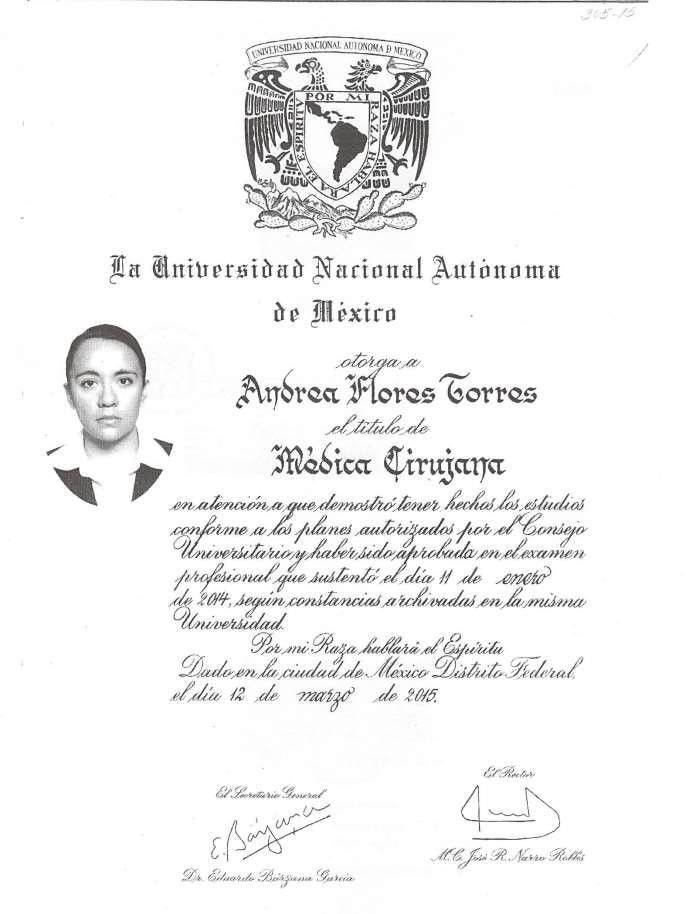 305-15
UNIVERSIDAD NACIONAL AUTONOMA D MEXICO
POR MI RAZA HABLARA EL ESPIRITU
La Universidad Nacional Autónoma
de México
otorga a
Andrea Flores Torres
el título de
Médica Cirujana
en atención a que demostró tener hechos los estudios
conforme a los planes autorizados por el Consejo
Universitario y haber sido aprobada en el examen
profesional que sustentó el día 11 de enero
de 2014, según constancias archivadas en la misma
Universidad.
Por mi Raza hablará el Espíritu
Dado en la ciudad de México Distrito Federal,
el día 12 de marzo de 2015.
El Secretario General
E. Bárzana
Dr. Eduardo Bárzana García
El Rector
M.C. José R. Narro Robles